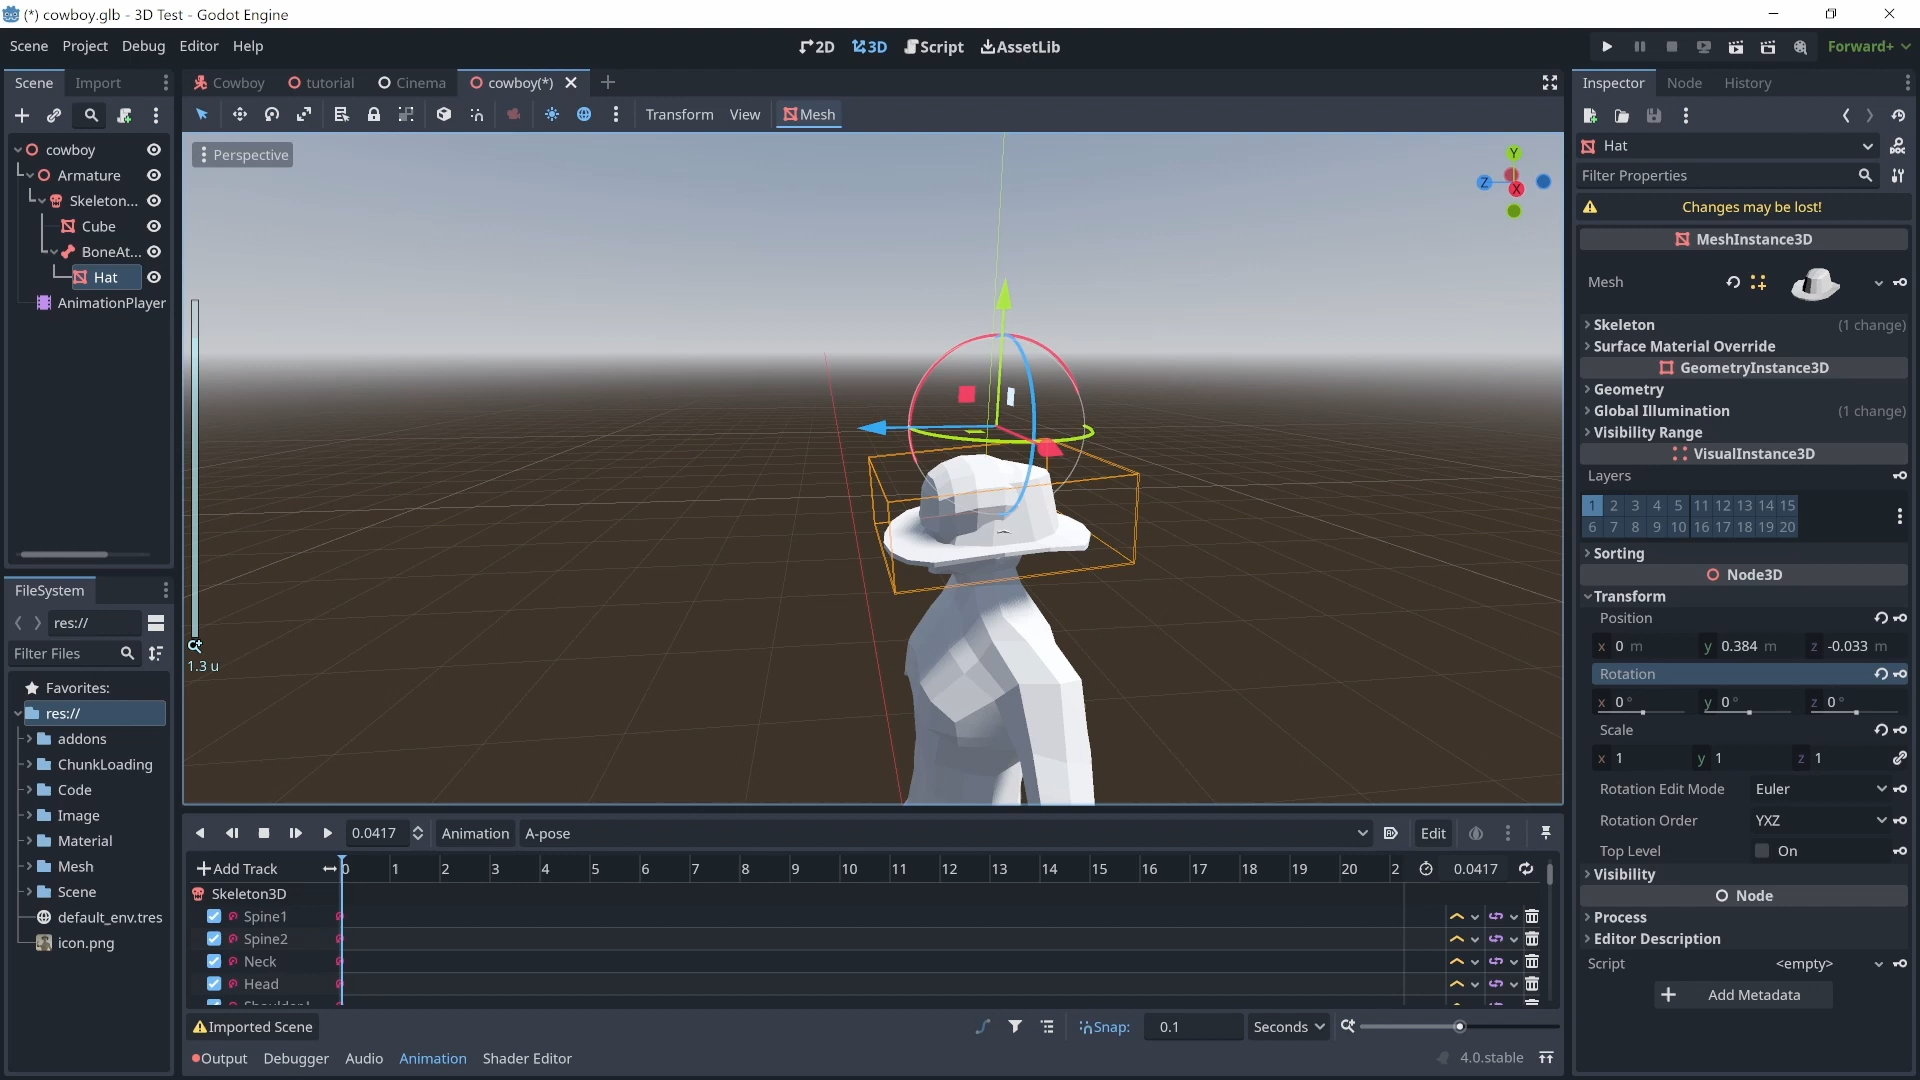 (*) cowboy.glb - 3D Test - Godot Engine
Scene Project Debug Editor Help
2D 3D Script AssetLib
Forward+
Scene Import
Cowboy tutorial Cinema cowboy(*)
Inspector Node History
Transform View Mesh
Perspective
Y
Z
X
1.3 u
cowboy
Armature
Skeleton...
Cube
BoneAt...
Hat
AnimationPlayer
FileSystem
res://
Filter Files
Favorites:
res://
addons
ChunkLoading
Code
Image
Material
Mesh
Scene
default_env.tres
icon.png
Hat
Filter Properties
Changes may be lost!
MeshInstance3D
Mesh
Skeleton (1 change)
Surface Material Override
GeometryInstance3D
Geometry
Global Illumination (1 change)
Visibility Range
VisualInstance3D
Layers
1 2 3 4 5 11 12 13 14 15
6 7 8 9 10 16 17 18 19 20
Sorting
Node3D
Transform
Position
x 0 m y 0.384 m z -0.033 m
Rotation
x 0 ° y 0 ° z 0 °
Scale
x 1 y 1 z 1
Rotation Edit Mode Euler
Rotation Order YXZ
Top Level On
Visibility
Node
Process
Editor Description
Script <empty>
Add Metadata
0.0417 Animation A-pose Edit
Add Track 0 1 2 3 4 5 6 7 8 9 10 11 12 13 14 15 16 17 18 19 20 2 0.0417
Skeleton3D
Spine1
Spine2
Neck
Head
Imported Scene Snap: 0.1 Seconds
Output Debugger Audio Animation Shader Editor 4.0.stable